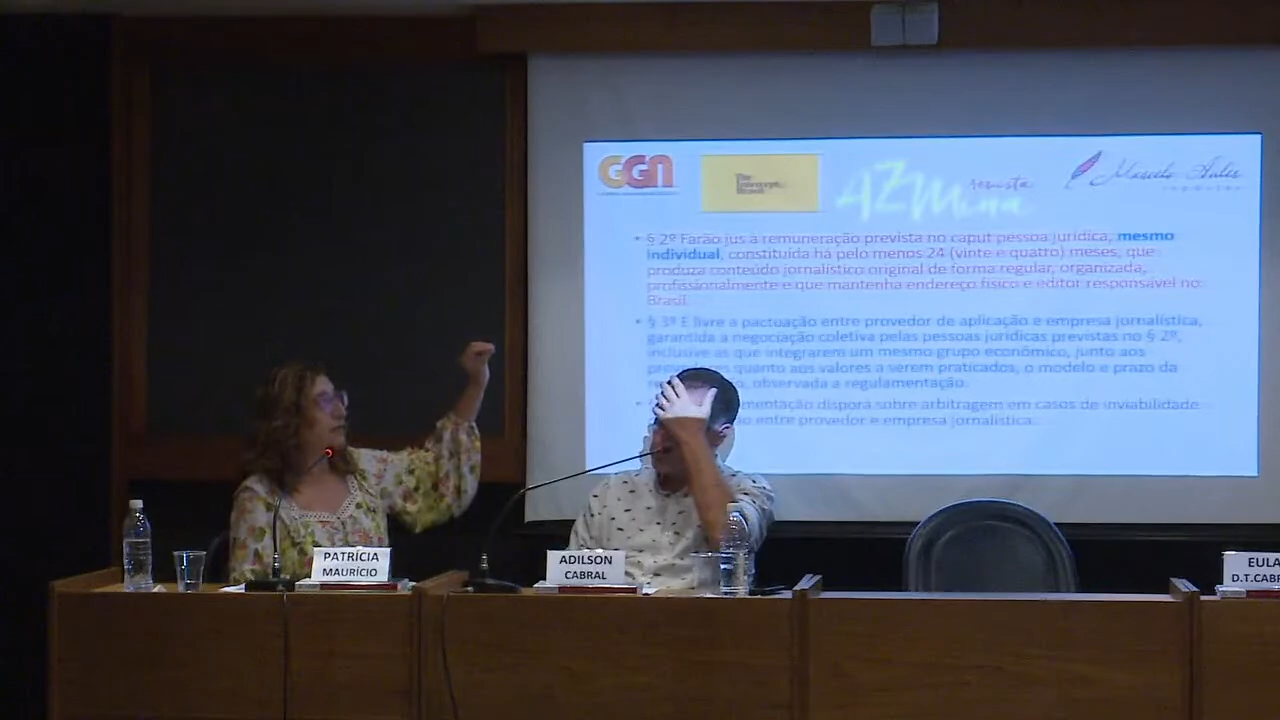 GGN
The
Intercept_
Brasil
AZMina
revista
Marcelo Auler
repórter
• § 2º Farão jus à remuneração prevista no caput pessoa jurídica, mesmo
individual, constituída há pelo menos 24 (vinte e quatro) meses, que
produza conteúdo jornalístico original de forma regular, organizada,
profissionalmente e que mantenha endereço físico e editor responsável no
Brasil.
• § 3º É livre a pactuação entre provedor de aplicação e empresa jornalística,
garantida a negociação coletiva pelas pessoas jurídicas previstas no § 2º,
inclusive as que integrarem um mesmo grupo econômico, junto aos
quanto aos valores a serem praticados, o modelo e prazo da
observada a regulamentação.
disporá sobre arbitragem em casos de inviabilidade
entre provedor e empresa jornalística.
PATRÍCIA
MAURÍCIO
ADILSON
CABRAL
EULA
D.T.CABR